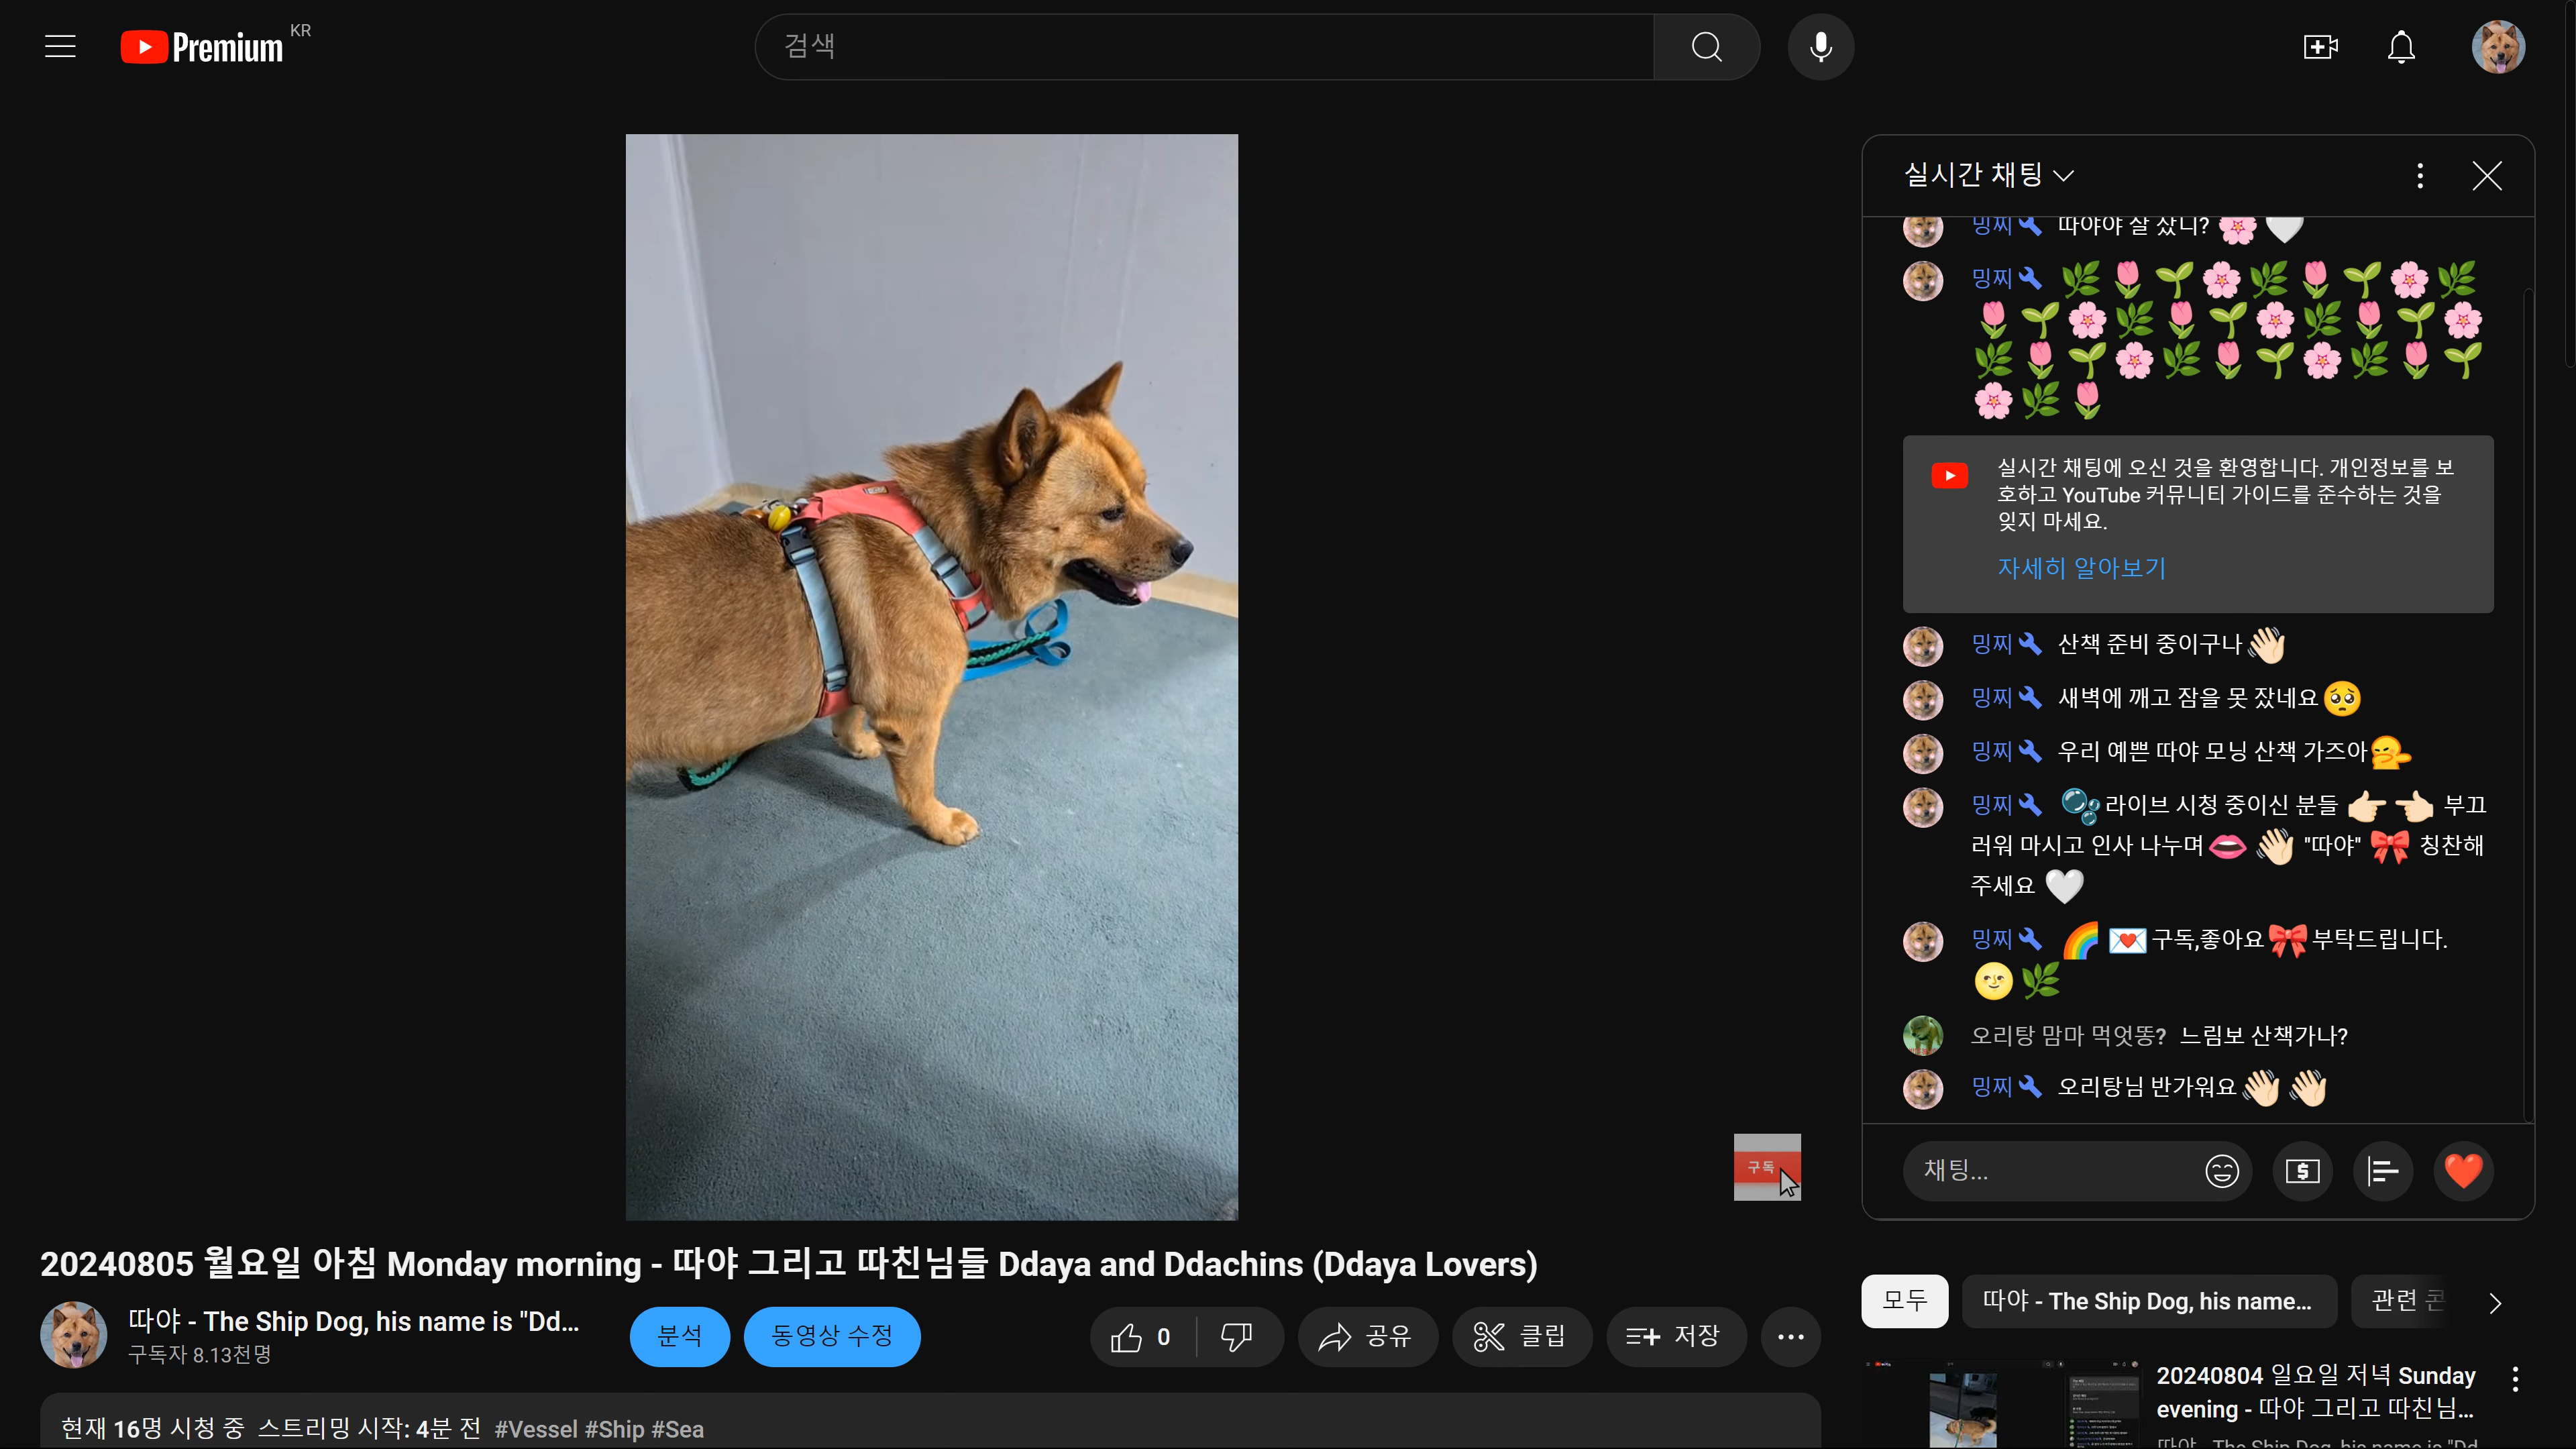 Premium KR
검색
실시간 채팅
밍찌 따야야 잘 잤니?
밍찌
실시간 채팅에 오신 것을 환영합니다. 개인정보를 보
호하고 YouTube 커뮤니티 가이드를 준수하는 것을
잊지 마세요.
자세히 알아보기
밍찌 산책 준비 중이구나👋🏻
밍찌 새벽에 깨고 잠을 못 잤네요🥺
밍찌 우리 예쁜 따야 모닝 산책 가즈아
밍찌 🫧라이브 시청 중이신 분들 👉🏻👈🏻 부끄
러워 마시고 인사 나누며👄👋🏻 "따야" 🎀 칭찬해
주세요 🤍
밍찌 🌈💌구독,좋아요🎀부탁드립니다.
🌝🌿
오리탕 맘마 먹엇똥? 느림보 산책가나?
밍찌 오리탕님 반가워요👋🏻👋🏻
채팅...
구독
20240805 월요일 아침 Monday morning - 따야 그리고 따친님들 Ddaya and Ddachins (Ddaya Lovers)
따야 - The Ship Dog, his name is "Dd...
구독자 8.13천명
분석
동영상 수정
0
공유
클립
저장
현재 16명 시청 중 스트리밍 시작: 4분 전 #Vessel #Ship #Sea
모두
따야 - The Ship Dog, his name...
관련
20240804 일요일 저녁 Sunday
evening - 따야 그리고 따친님...